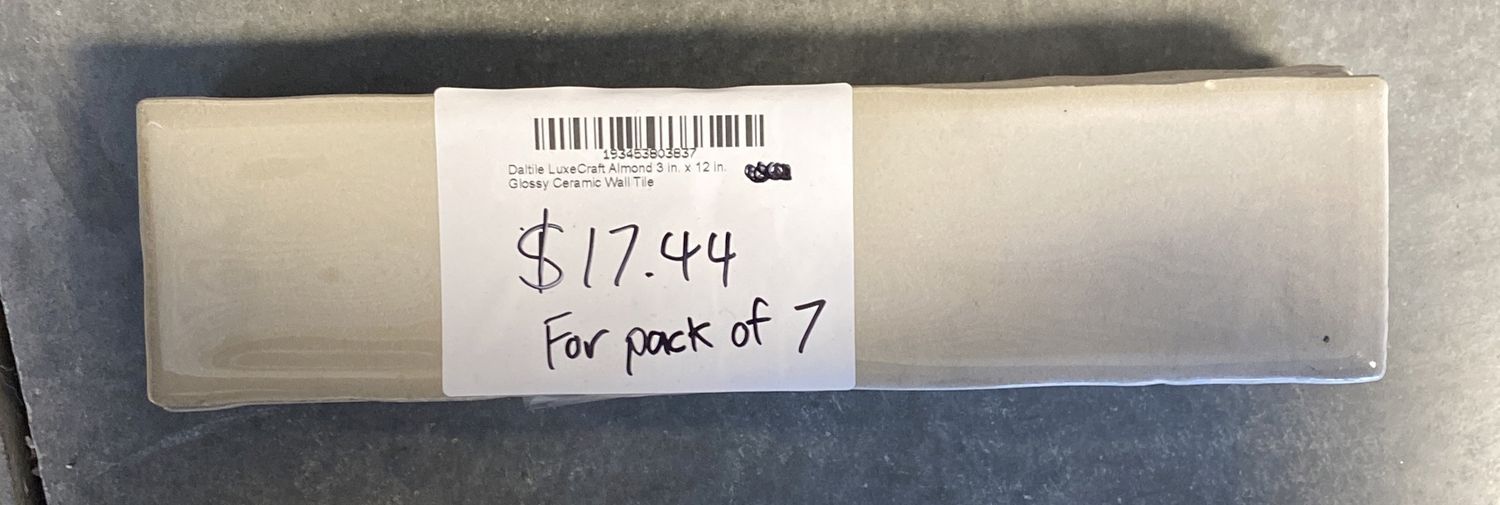 193453803837
Daltile LuxeCraft Almond 3 in. x 12 in.
Glossy Ceramic Wall Tile
$17.44
For pack of 7